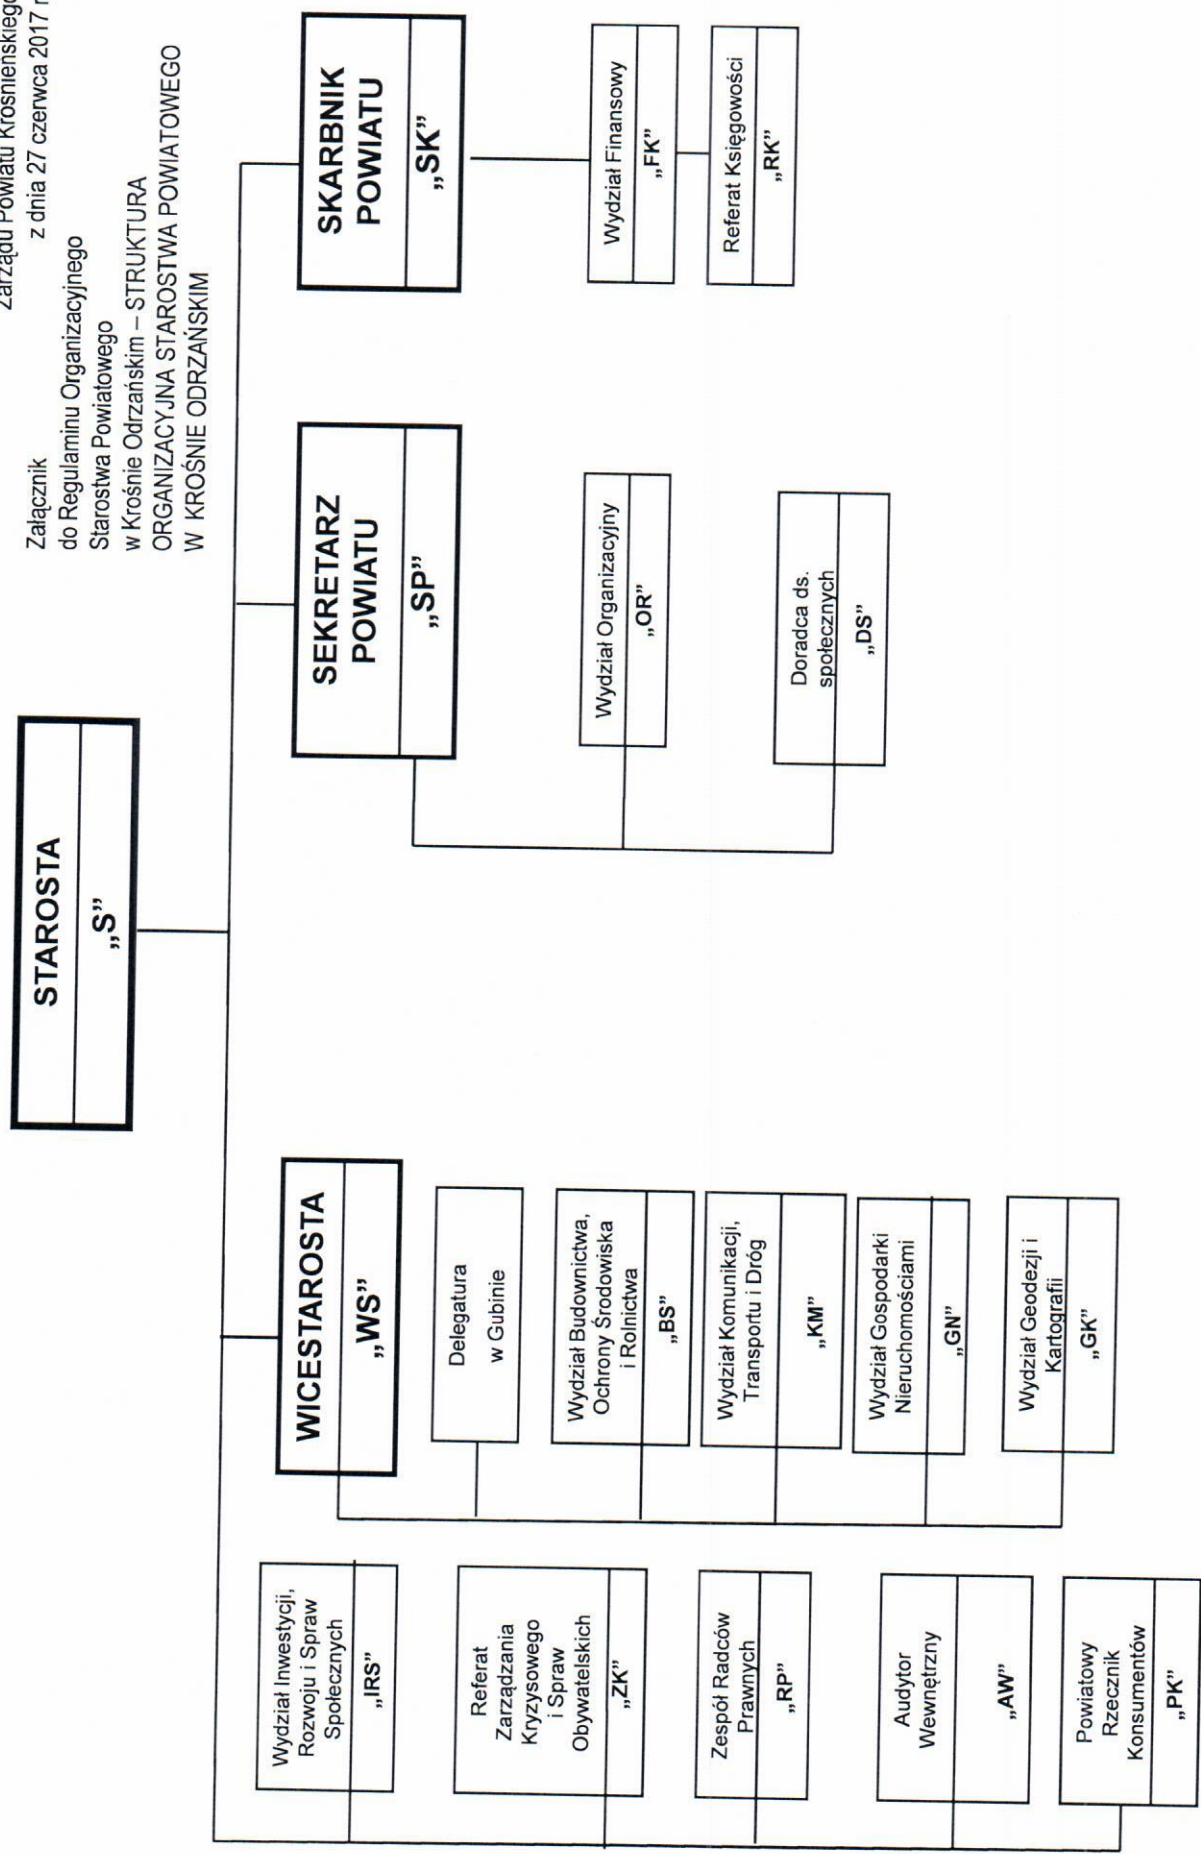 Zarządu Powiatu Krośnieńskiego
z dnia 27 czerwca 2017 r
Załącznik
do Regulaminu Organizacyjnego
Starostwa Powiatowego
w Krośnie Odrzańskim – STRUKTURA
ORGANIZACYJNA STAROSTWA POWIATOWEGO
W KROŚNIE ODRZAŃSKIM
STAROSTA
„S”
WICESTAROSTA
„WS”
SEKRETARZ
POWIATU
„SP”
SKARBNIK
POWIATU
„SK”
Wydział Inwestycji,
Rozwoju i Spraw
Społecznych
„IRS”
Referat
Zarządzania
Kryzysowego
i Spraw
Obywatelskich
„ZK”
Zespół Radców
Prawnych
„RP”
Audytor
Wewnętrzny
„AW”
Powiatowy
Rzecznik
Konsumentów
„PK”
Delegatura
w Gubinie
Wydział Budownictwa,
Ochrony Środowiska
i Rolnictwa
„BS”
Wydział Komunikacji,
Transportu i Dróg
„KM”
Wydział Gospodarki
Nieruchomościami
„GN”
Wydział Geodezji i
Kartografii
„GK”
Wydział Organizacyjny
„OR”
Doradca ds.
społecznych
„DS”
Wydział Finansowy
„FK”
Referat Księgowości
„RK”